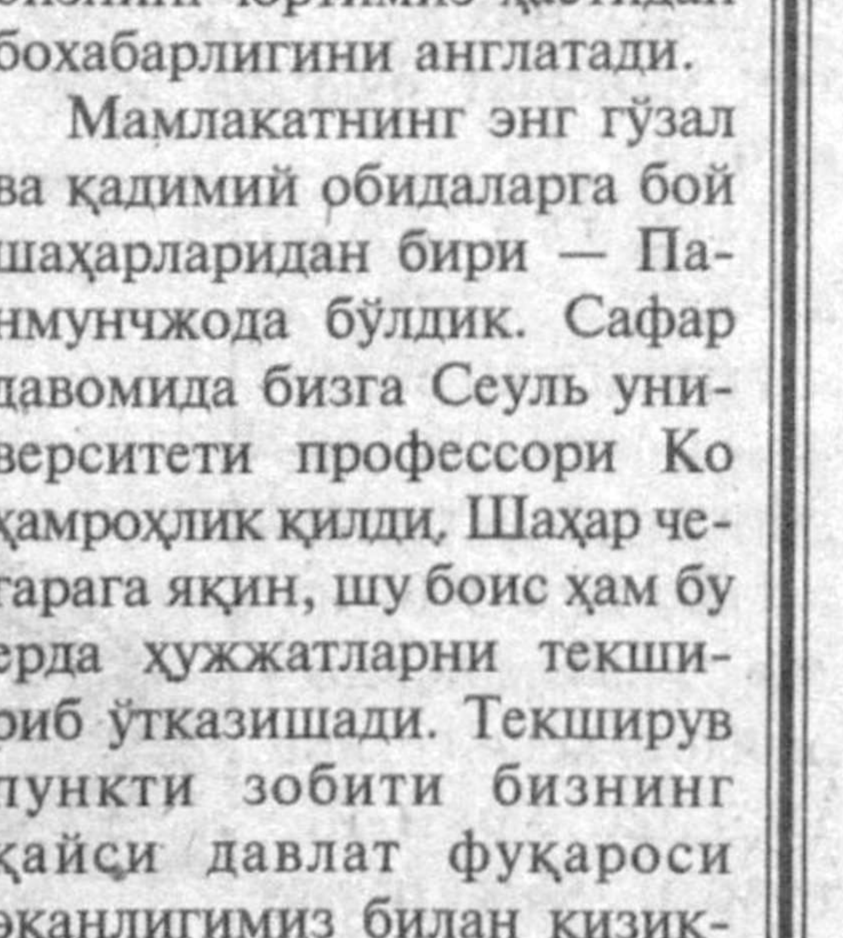 бохабарлигини англатади.
Мамлакатнинг энг гўзал
ва қадимий обидаларга бой
шаҳарларидан бири — Па-
нмунчжода бўлдик. Сафар
давомида бизга Сеуль уни-
верситети профессори Ко
ҳамроҳлик қилди. Шаҳар че-
гарага яқин, шу боис ҳам бу
ерда ҳужжатларни текши-
риб ўтказишади. Текширув
пункти зобити бизнинг
қайси давлат фуқароси
эканлигимиз билан қизиқ-